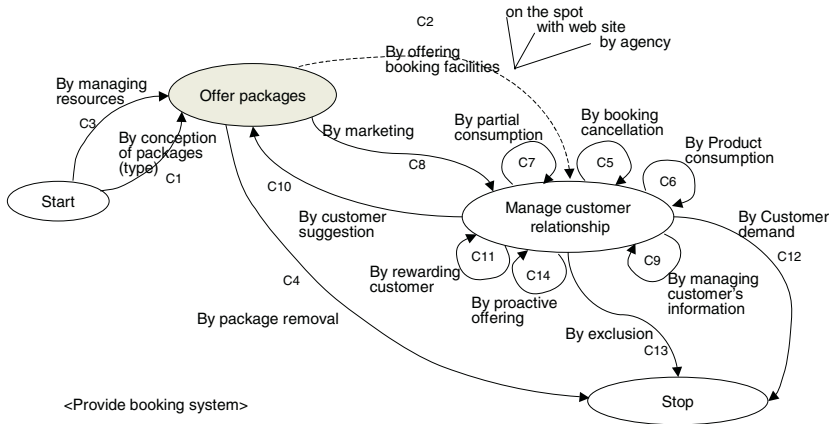 C2
on the spot
with web site
by agency
By offering
booking facilities
By managing
resources
Offer packages
C3
By conception
of packages
(type)
C1
By marketing
C8
By partial
consumption
C7
By booking
cancellation
C5
By Product
consumption
C6
Start
C10
Manage customer
relationship
By customer
suggestion
By Customer
demand
C12
C11
C14
C9
By rewarding
customer
By proactive
offering
By managing
customer's
information
C4
By package removal
By exclusion
C13
Stop
<Provide booking system>